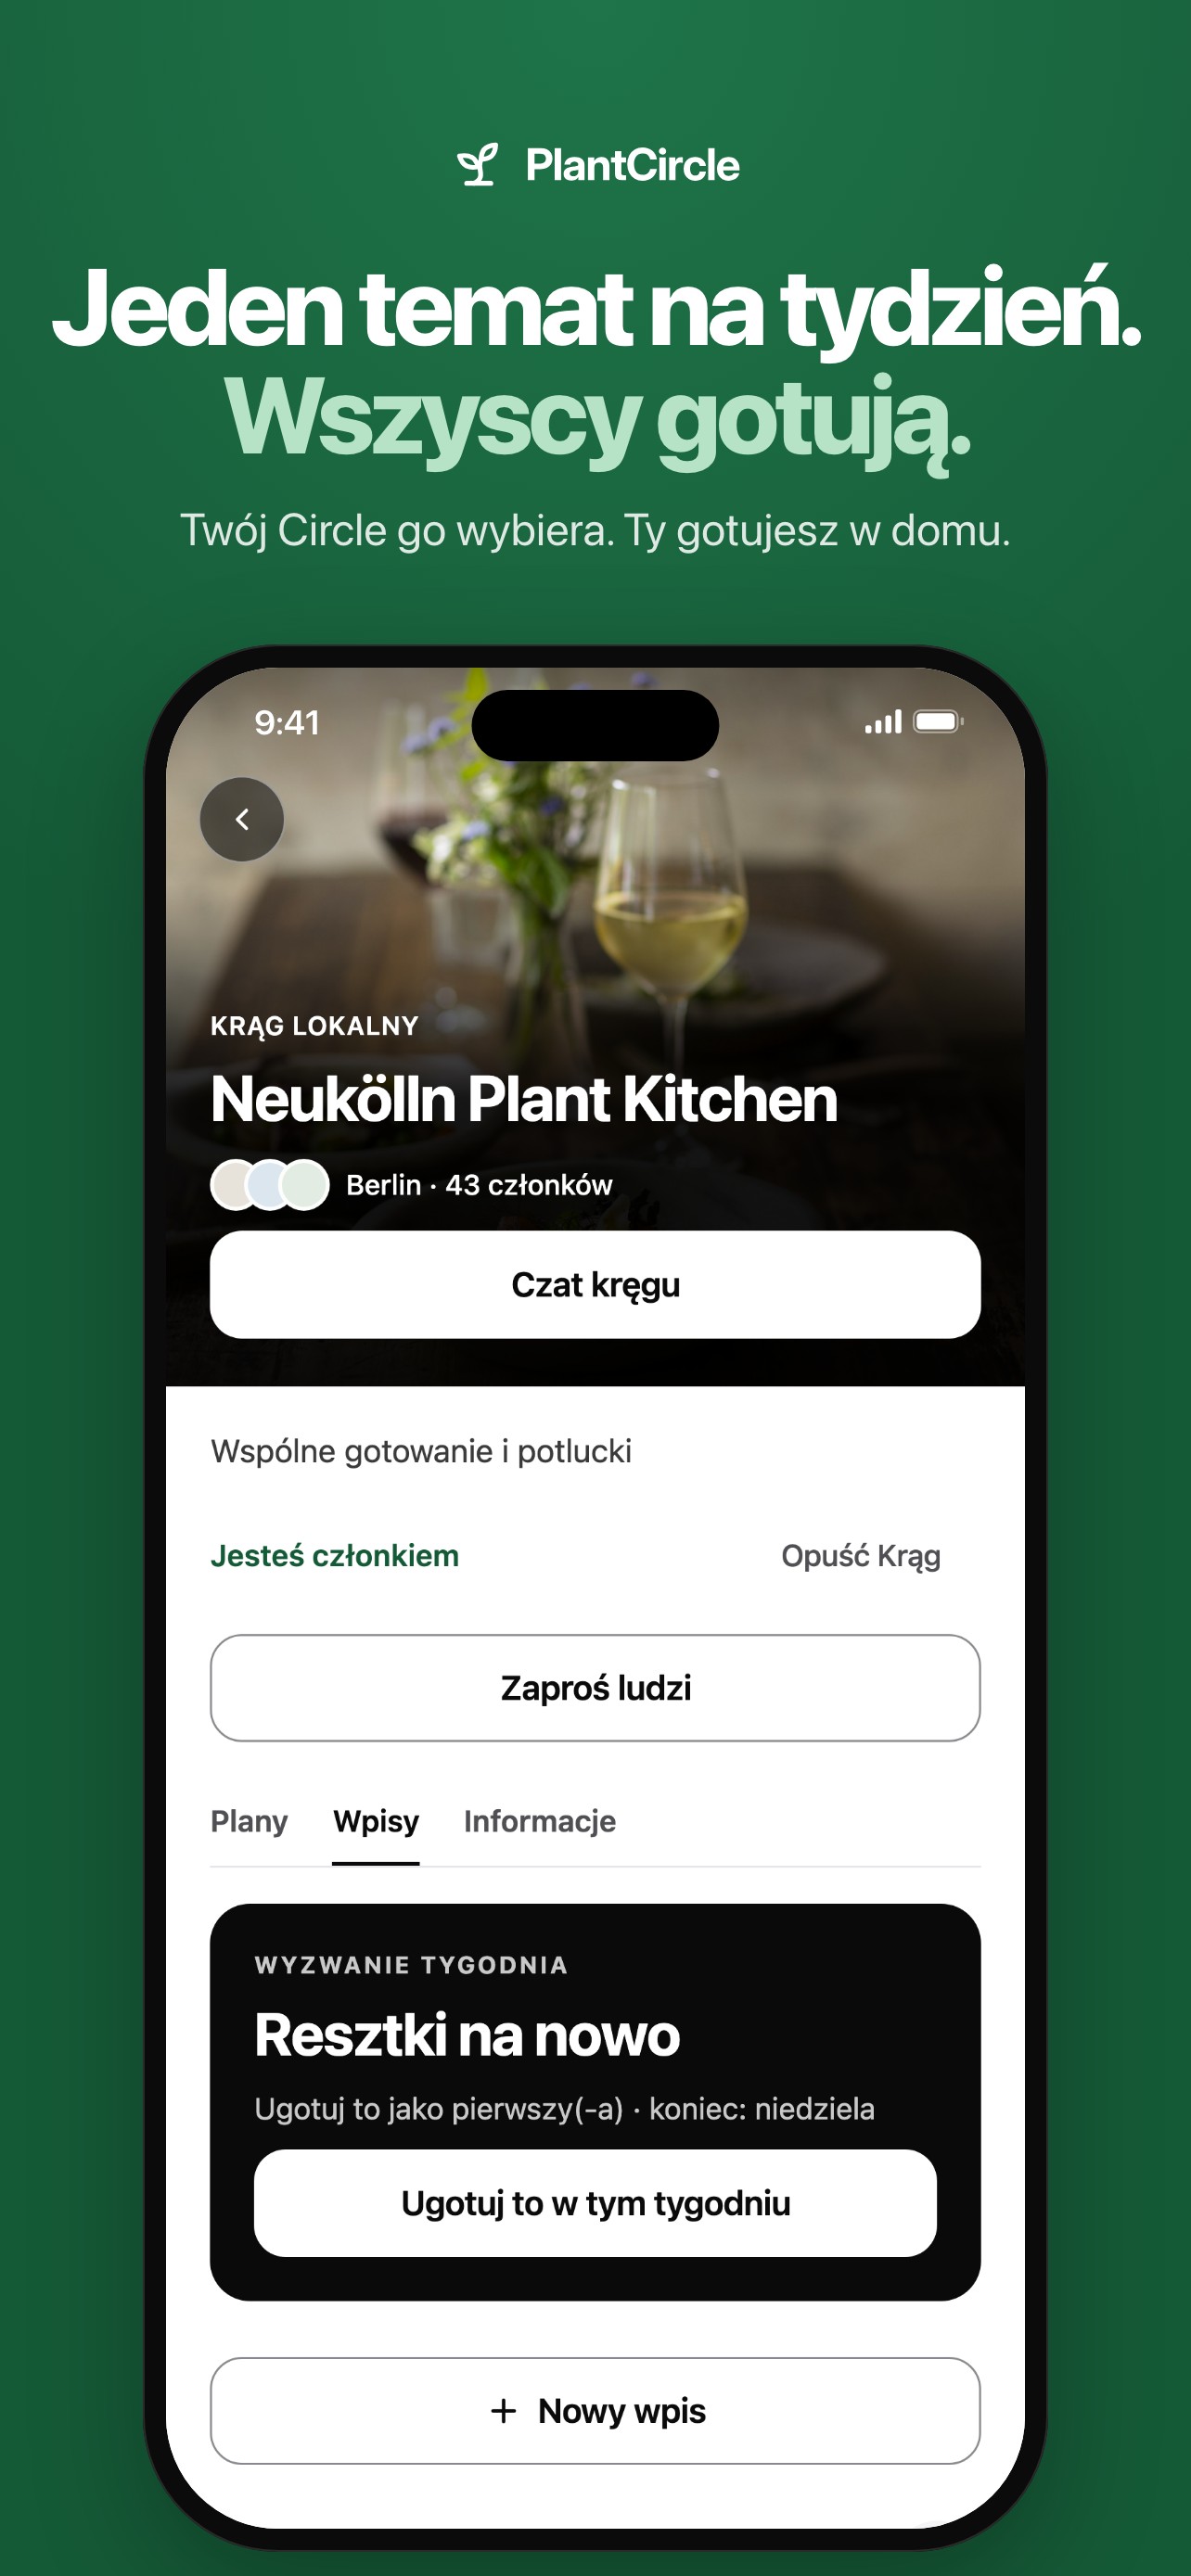 PlantCircle
Jeden temat na tydzień.
Wszyscy gotują.
Twój Circle go wybiera. Ty gotujesz w domu.
9:41
KRĄG LOKALNY
Neukölln Plant Kitchen
Berlin · 43 członków
Czat kręgu
Wspólne gotowanie i potlucki
Jesteś członkiem
Opuść Krąg
Zaproś ludzi
Plany Wpisy Informacje
WYZWANIE TYGODNIA
Resztki na nowo
Ugotuj to jako pierwszy(-a) · koniec: niedziela
Ugotuj to w tym tygodniu
+ Nowy wpis